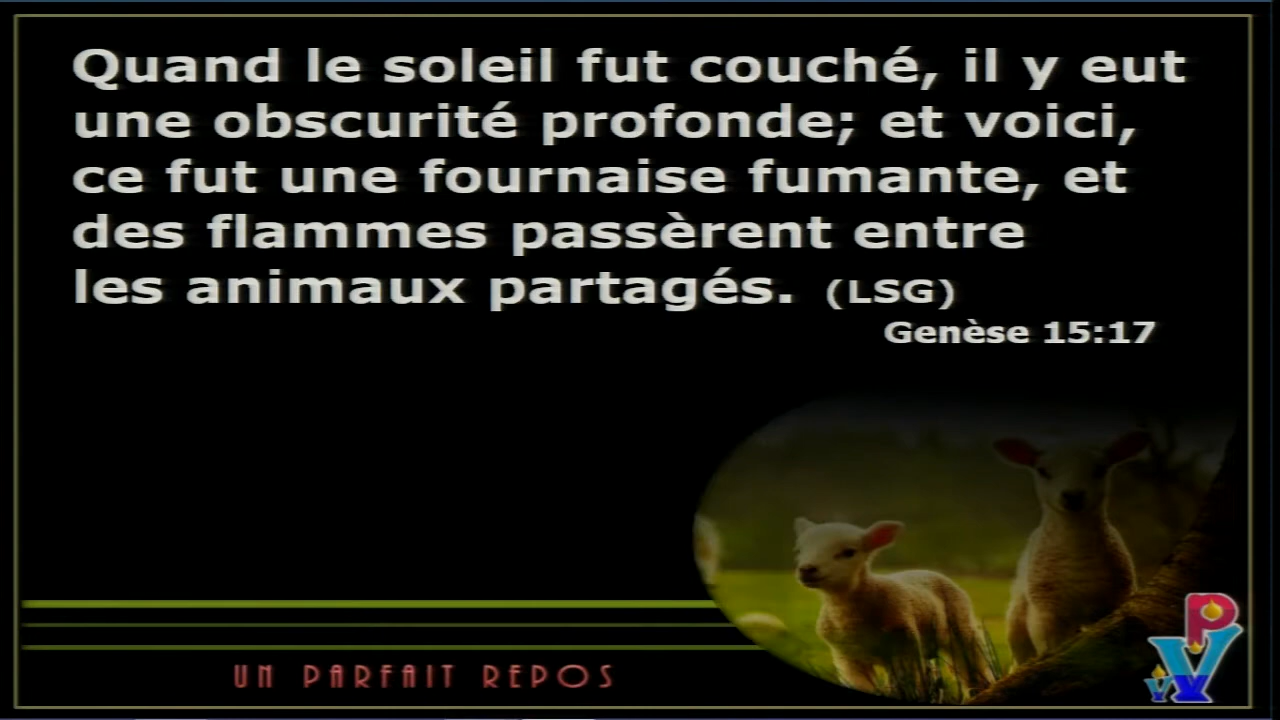 Quand le soleil fut couché, il y eut
une obscurité profonde; et voici,
ce fut une fournaise fumante, et
des flammes passèrent entre
les animaux partagés. (LSG)
Genèse 15:17
UN PARFAIT REPOS
P
VVV